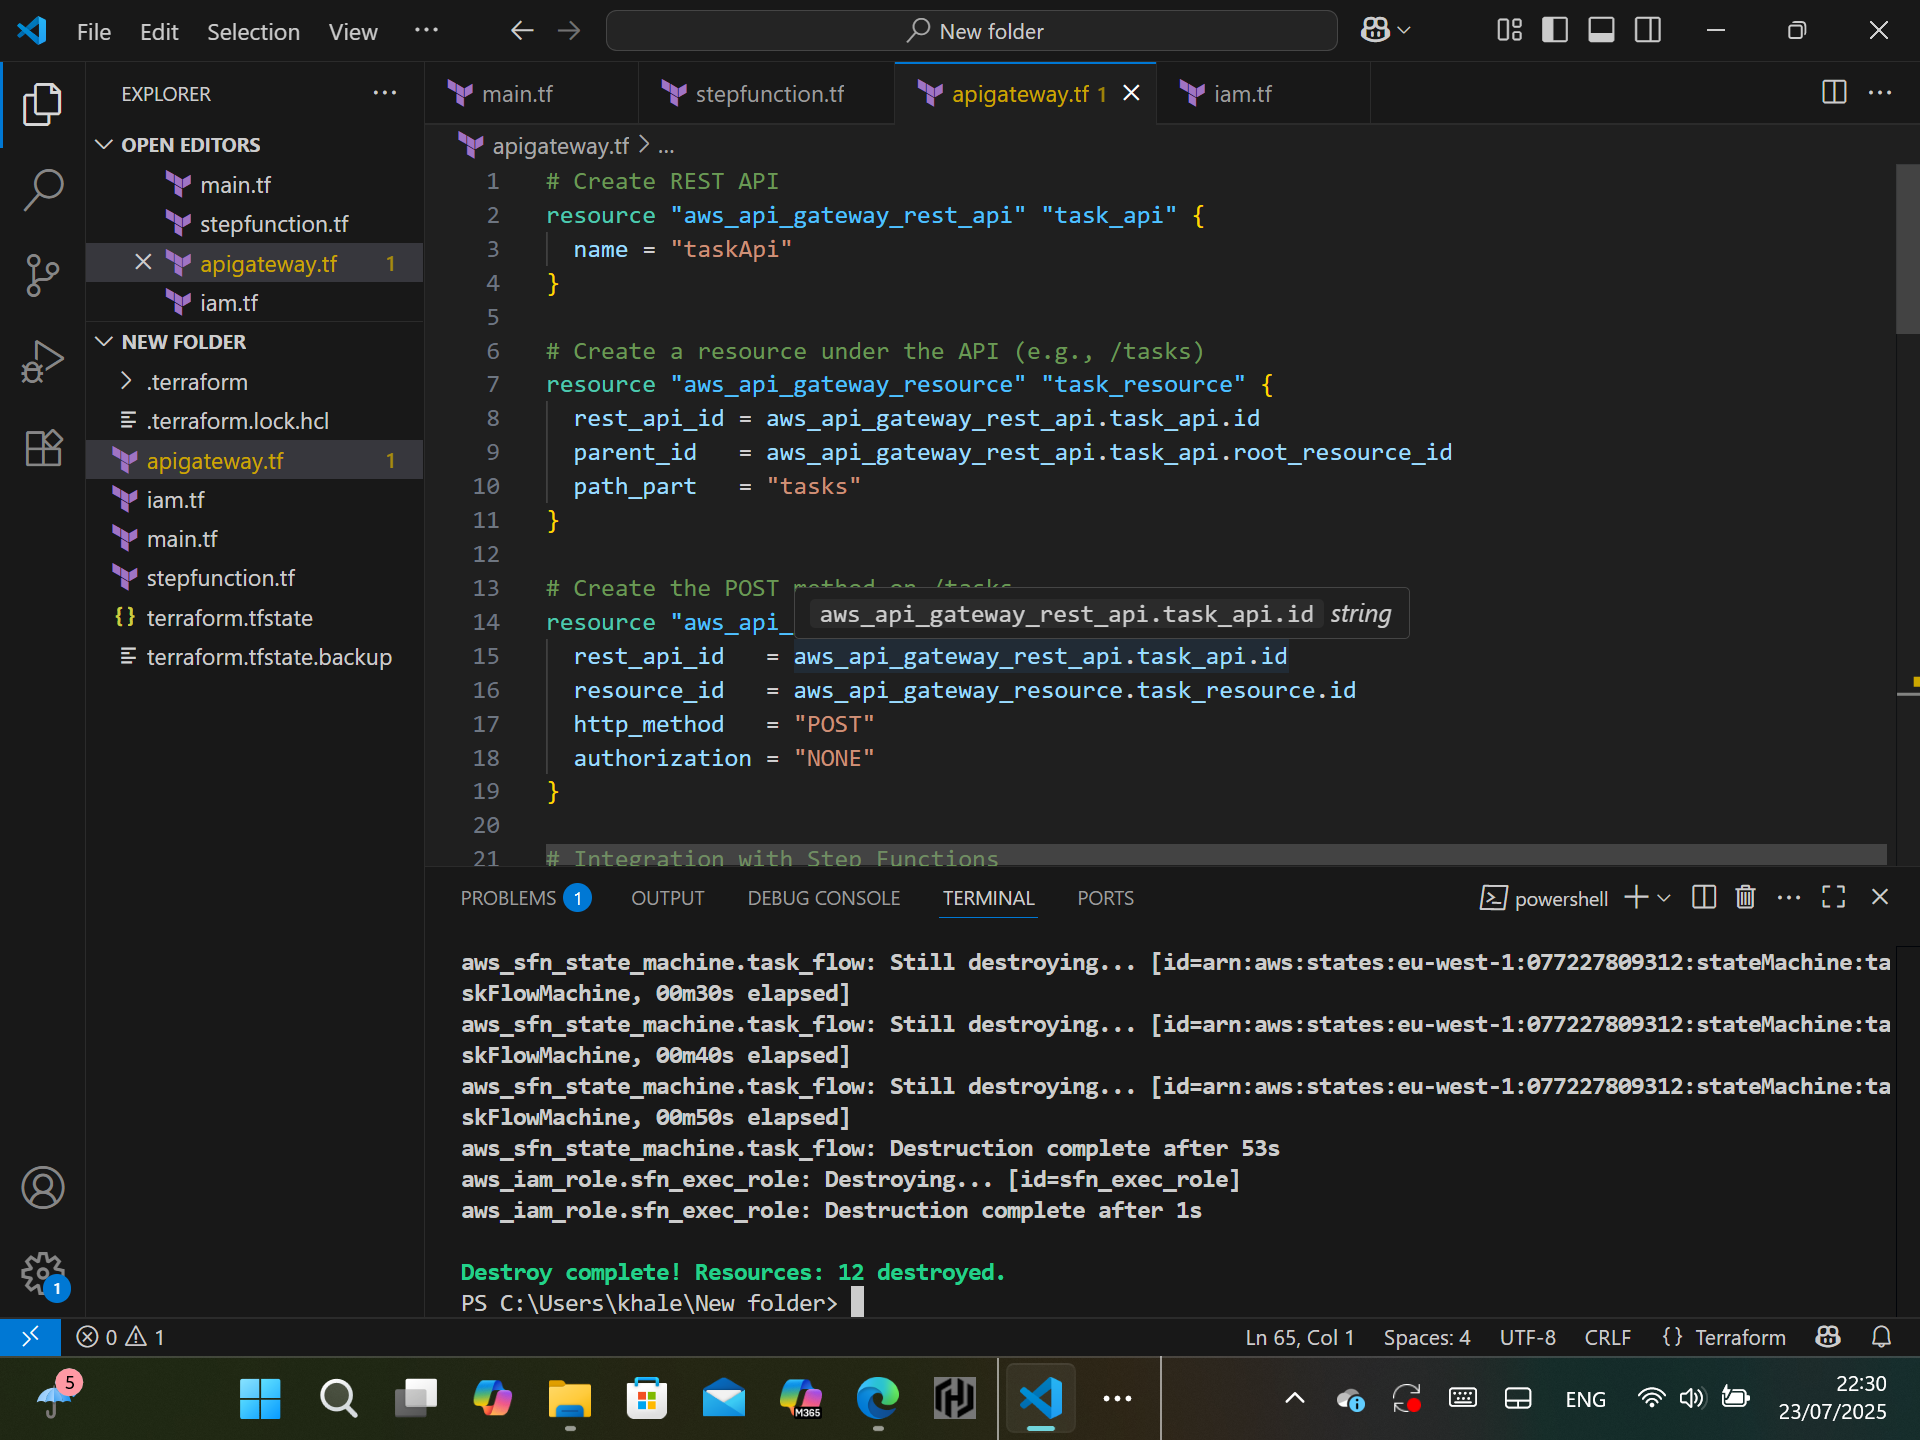 File Edit Selection View ...
New folder
EXPLORER
OPEN EDITORS
main.tf
stepfunction.tf
apigateway.tf 1
iam.tf
NEW FOLDER
.terraform
.terraform.lock.hcl
apigateway.tf 1
iam.tf
main.tf
stepfunction.tf
{} terraform.tfstate
terraform.tfstate.backup
1
main.tf stepfunction.tf apigateway.tf 1 iam.tf
apigateway.tf > ...
1 # Create REST API
2 resource "aws_api_gateway_rest_api" "task_api" {
3 name = "taskApi"
4 }
5
6 # Create a resource under the API (e.g., /tasks)
7 resource "aws_api_gateway_resource" "task_resource" {
8 rest_api_id = aws_api_gateway_rest_api.task_api.id
9 parent_id = aws_api_gateway_rest_api.task_api.root_resource_id
10 path_part = "tasks"
11 }
12
13 # Create the POST method on /tasks
aws_api_gateway_rest_api.task_api.id string
14 resource "aws_api_
15 rest_api_id = aws_api_gateway_rest_api.task_api.id
16 resource_id = aws_api_gateway_resource.task_resource.id
17 http_method = "POST"
18 authorization = "NONE"
19 }
20
21 # Integration with Step Functions
PROBLEMS 1 OUTPUT DEBUG CONSOLE TERMINAL PORTS powershell
aws_sfn_state_machine.task_flow: Still destroying... [id=arn:aws:states:eu-west-1:077227809312:stateMachine:ta
skFlowMachine, 00m30s elapsed]
aws_sfn_state_machine.task_flow: Still destroying... [id=arn:aws:states:eu-west-1:077227809312:stateMachine:ta
skFlowMachine, 00m40s elapsed]
aws_sfn_state_machine.task_flow: Still destroying... [id=arn:aws:states:eu-west-1:077227809312:stateMachine:ta
skFlowMachine, 00m50s elapsed]
aws_sfn_state_machine.task_flow: Destruction complete after 53s
aws_iam_role.sfn_exec_role: Destroying... [id=sfn_exec_role]
aws_iam_role.sfn_exec_role: Destruction complete after 1s
Destroy complete! Resources: 12 destroyed.
PS C:\Users\khale\New folder>
0 1 Ln 65, Col 1 Spaces: 4 UTF-8 CRLF {} Terraform
5 M365 ENG 22:30
23/07/2025